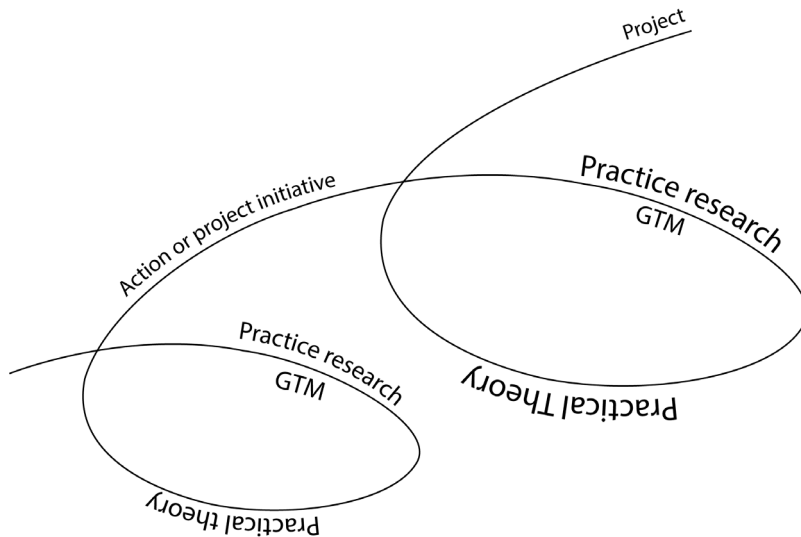 Project
Practice research
GTM
Action or project initiative
Practical Theory
Practice research
GTM
Practical theory